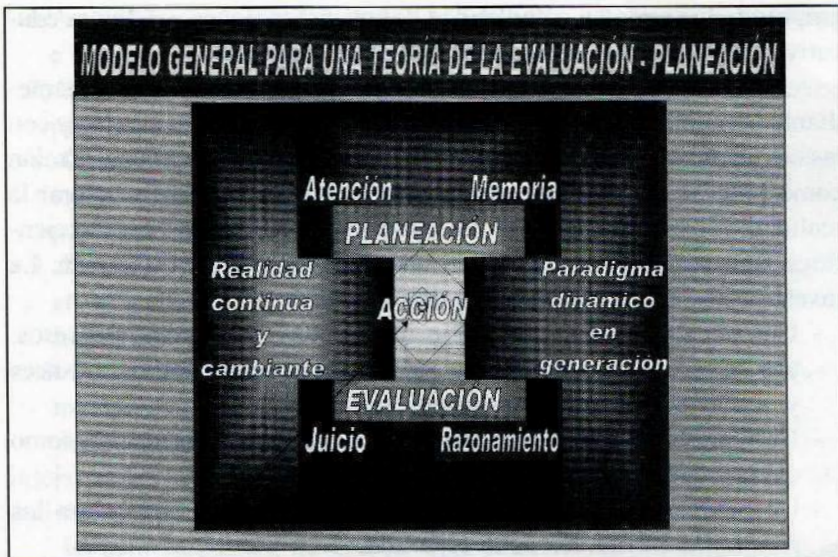 MODELO GENERAL PARA UNA TEORÍA DE LA EVALUACIÓN - PLANEACIÓN
Atención Memoria
PLANEACIÓN
Realidad
continua
y
cambiante
ACCIÓN
Paradigma
dinámico
en
generación
EVALUACIÓN
Juicio Razonamiento